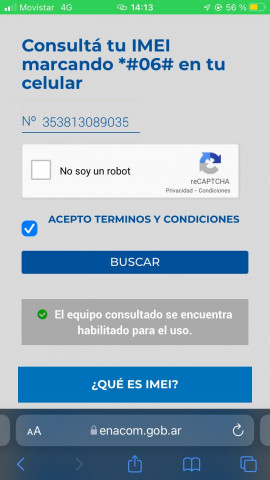 Movistar 4G 14:13 56 %
Consultá tu IMEI
marcando *#06# en tu
celular
Nº 353813089035
No soy un robot
reCAPTCHA
Privacidad - Condiciones
ACEPTO TERMINOS Y CONDICIONES
BUSCAR
El equipo consultado se encuentra
habilitado para el uso.
¿QUÉ ES IMEI?
AA enacom.gob.ar